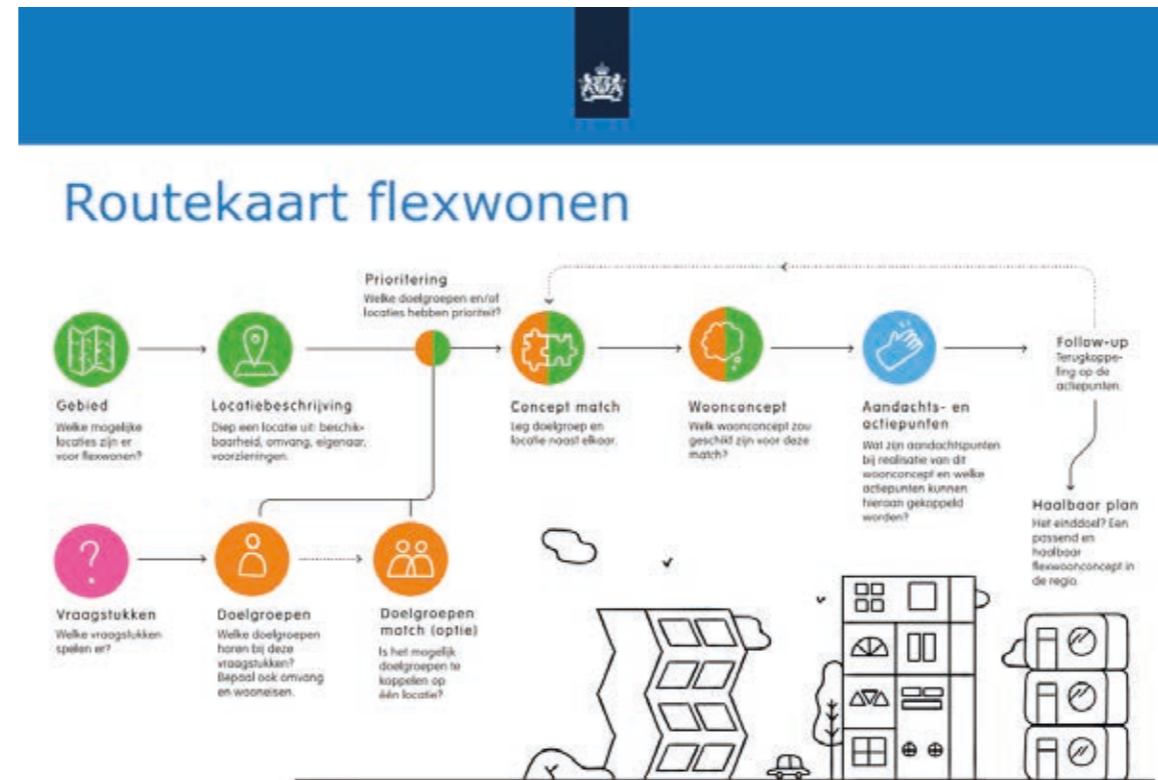 Routekaart flexwonen
Prioritering
Welke doelgroepen en/of
locaties hebben prioriteit?
Gebied
Welke mogelijke
locaties zijn er
voor flexwonen?
Locatiebeschrijving
Diep een locatie uit: beschik-
baarheid, omvang, eigenaar,
voorzieningen.
Concept match
Leg doelgroep en
locatie naast elkaar.
Woonconcept
Welk woonconcept zou
geschikt zijn voor deze
match?
Aandachts- en
actiepunten
Wat zijn aandachtspunten
bij realisatie van dit
woonconcept en welke
actiepunten kunnen
hieraan gekoppeld
worden?
Follow-up
Terugkoppe-
ling op de
actiepunten.
Haalbaar plan
Het einddoel? Een
passend en
haalbaar
flexwoonconcept in
de regio.
?
Vraagstukken
Welke vraagstukken
spelen er?
Doelgroepen
Welke doelgroepen
horen bij deze
vraagstukken?
Bepaal ook omvang
en wooneisen.
Doelgroepen
match (optie)
Is het mogelijk
doelgroepen te
koppelen op
één locatie?